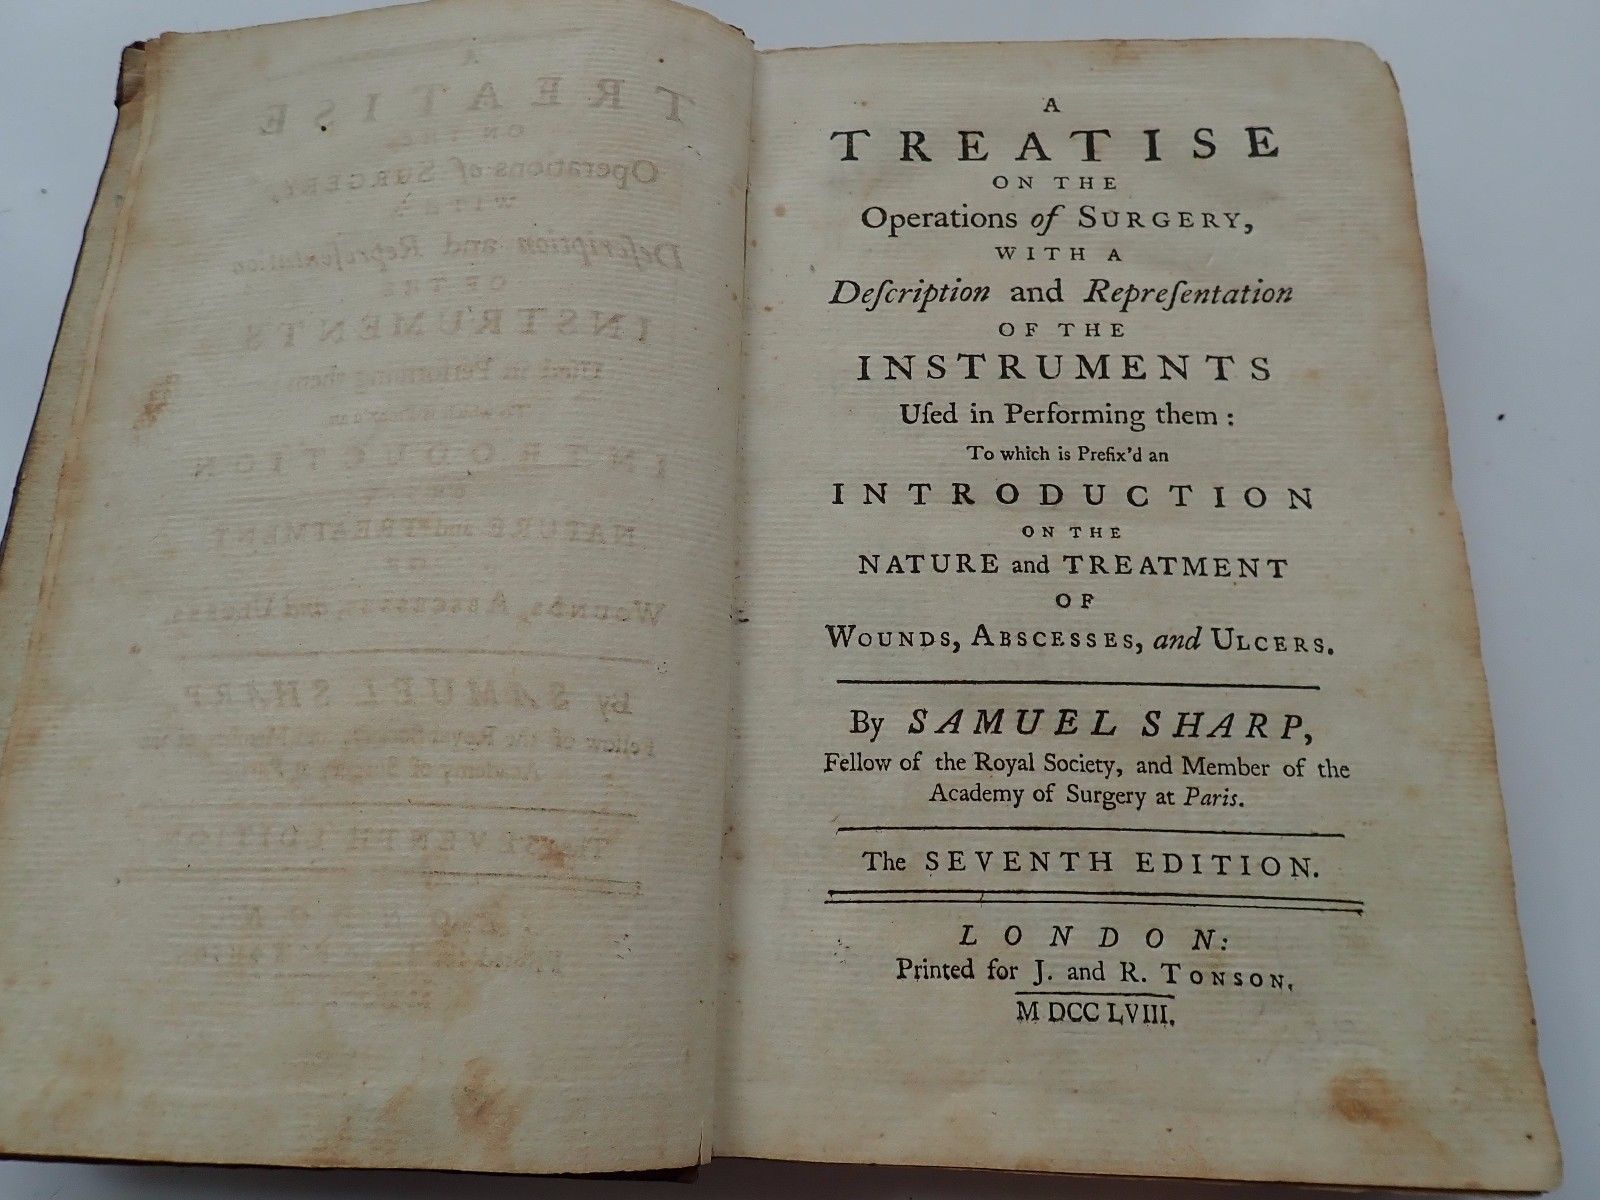 A
TREATISE
ON THE
Operations of SURGERY,
WITH A
Deſcription and Repreſentation
OF THE
INSTRUMENTS
Uſed in Performing them:
To which is Prefix'd an
INTRODUCTION
ON THE
NATURE and TREATMENT
OF
WOUNDS, ABSCESSES, and ULCERS.
By SAMUEL SHARP,
Fellow of the Royal Society, and Member of the
Academy of Surgery at Paris.
The SEVENTH EDITION.
LONDON:
Printed for J. and R. TONSON.
M DCC LVIII.